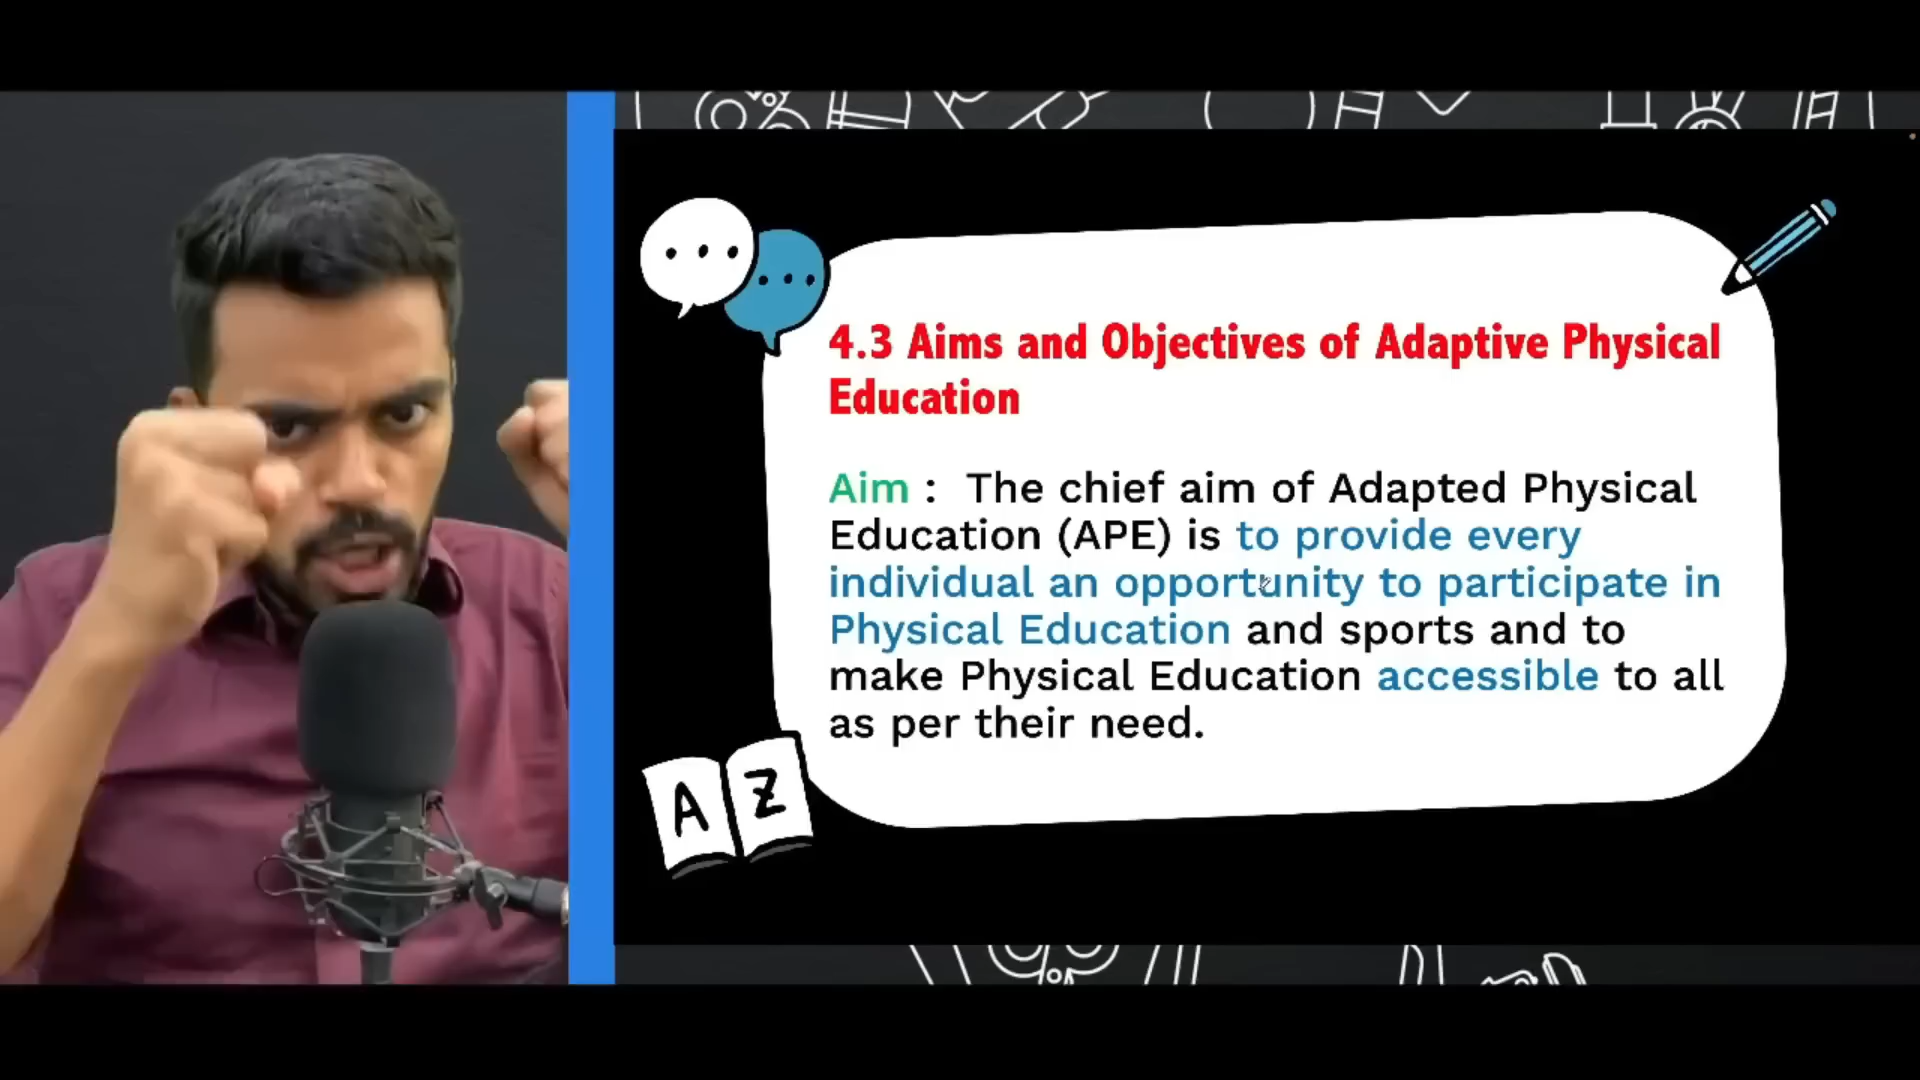 4.3 Aims and Objectives of Adaptive Physical
Education
Aim : The chief aim of Adapted Physical
Education (APE) is to provide every
individual an opportunity to participate in
Physical Education and sports and to
make Physical Education accessible to all
as per their need.
A Z